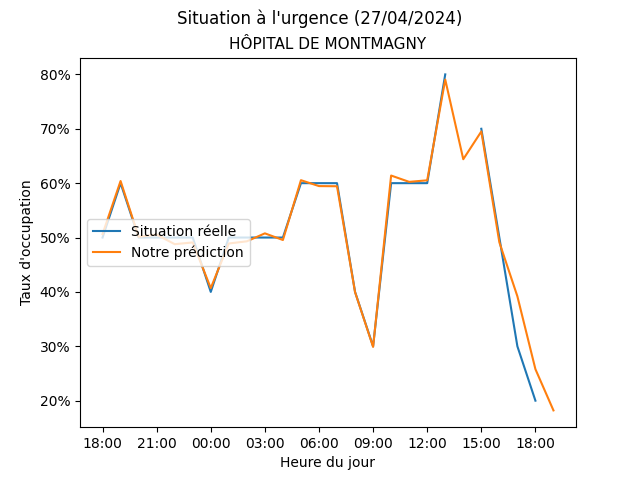 Situation à l'urgence (27/04/2024)
HÔPITAL DE MONTMAGNY
80%
70%
60%
50%
40%
30%
20%
Taux d'occupation
Situation réelle
Notre prédiction
18:00 21:00 00:00 03:00 06:00 09:00 12:00 15:00 18:00
Heure du jour